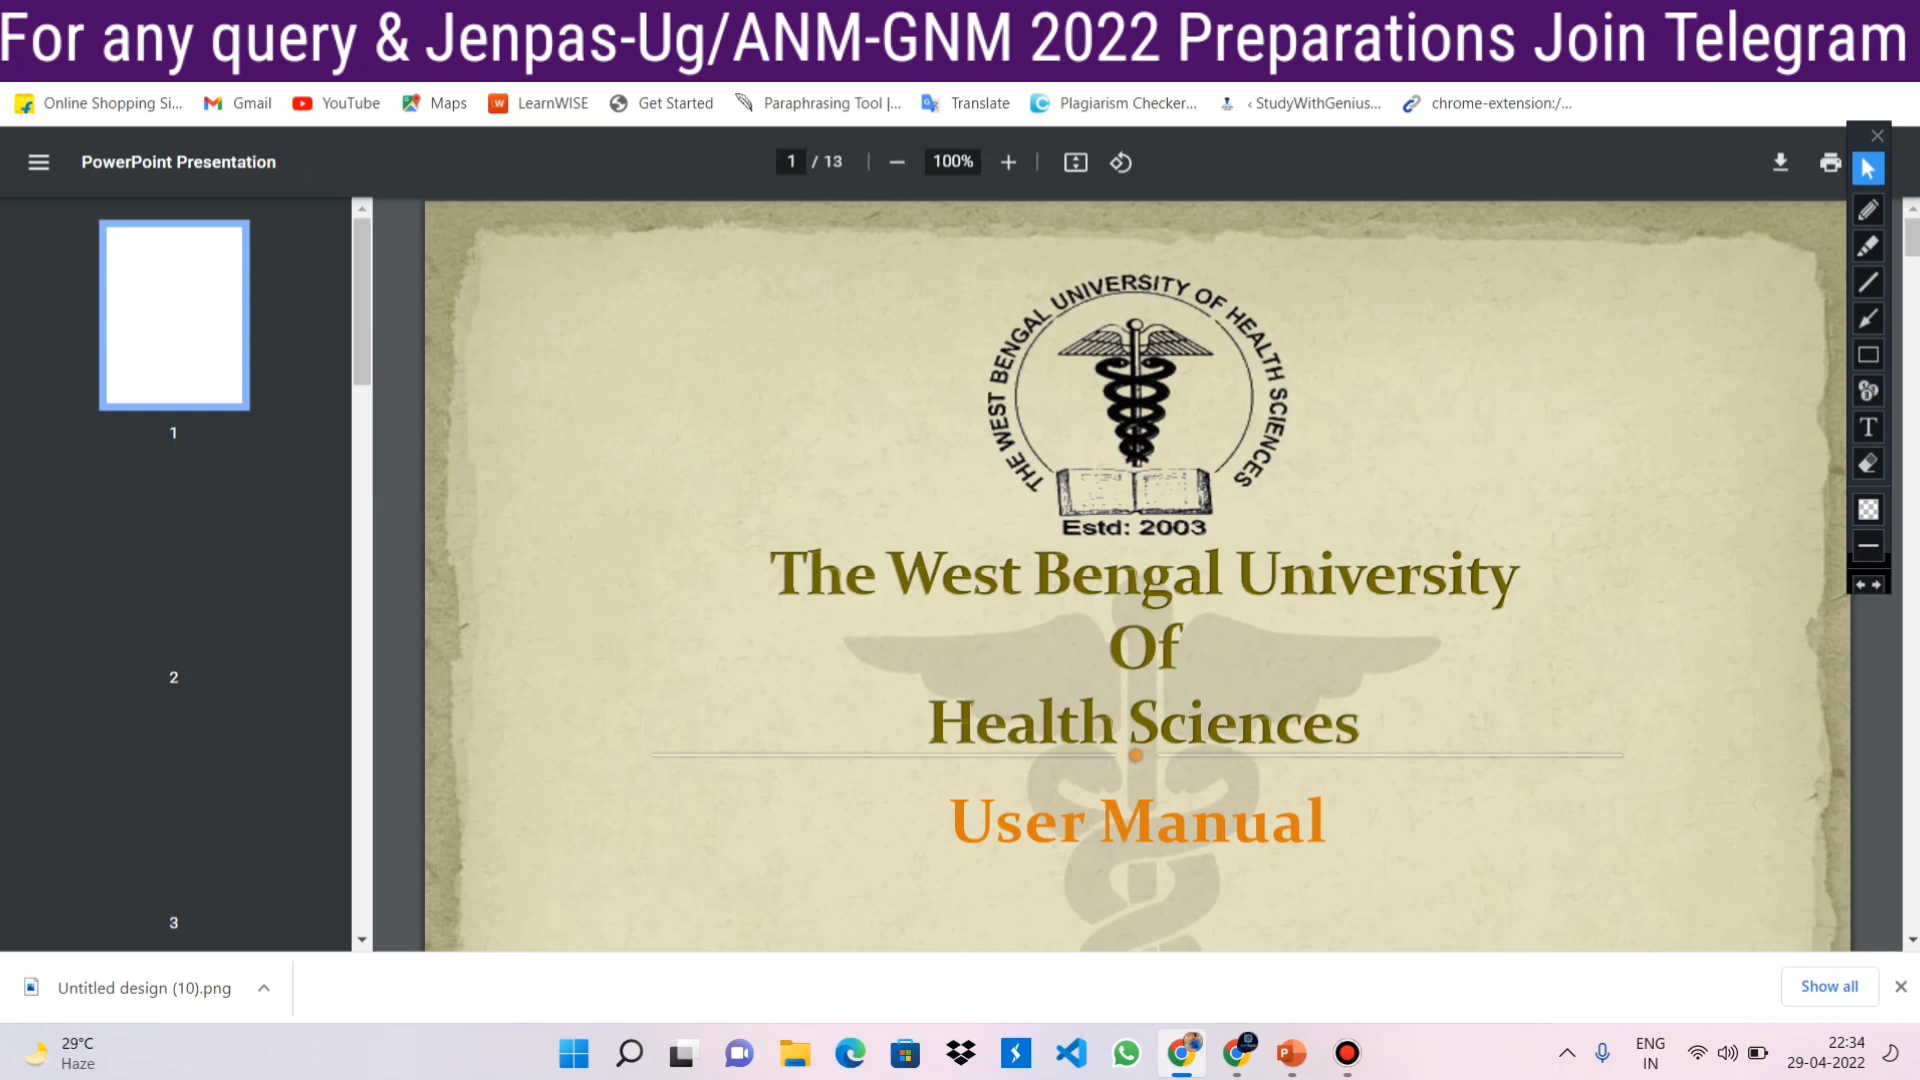 For any query & Jenpas-Ug/ANM-GNM 2022 Preparations Join Telegram
Online Shopping Si...
Gmail
YouTube
Maps
LearnWISE
Get Started
Paraphrasing Tool |...
Translate
Plagiarism Checker...
‹ StudyWithGenius...
chrome-extension:/...
PowerPoint Presentation
1 / 13
100%
THE WEST BENGAL UNIVERSITY OF HEALTH SCIENCES
Estd: 2003
The West Bengal University
Of
Health Sciences
User Manual
1
2
3
T
Untitled design (10).png
Show all
29°C
Haze
ENG
IN
22:34
29-04-2022